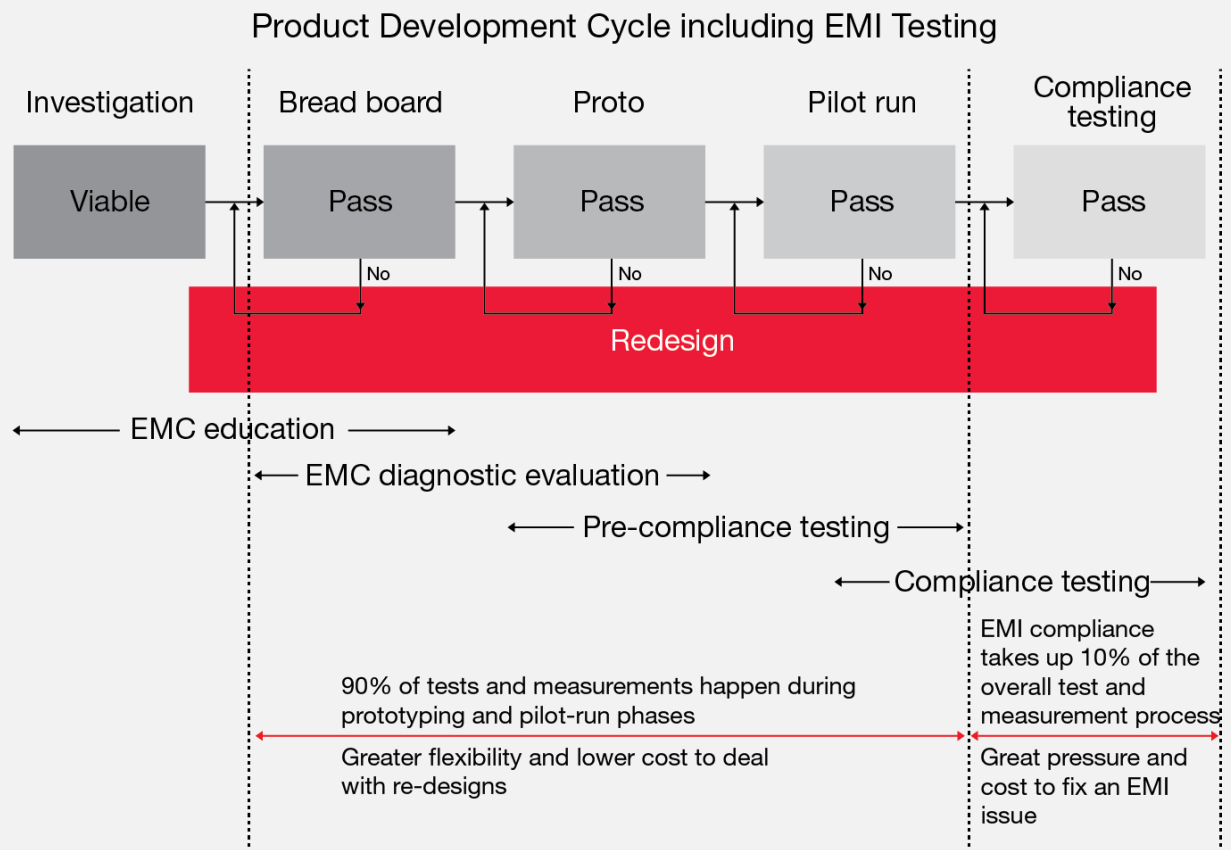 Product Development Cycle including EMI Testing
Investigation
Bread board
Proto
Pilot run
Compliance
testing
Viable
Pass
Pass
Pass
Pass
No
No
No
No
Redesign
EMC education
EMC diagnostic evaluation
Pre-compliance testing
Compliance testing
90% of tests and measurements happen during
prototyping and pilot-run phases
Greater flexibility and lower cost to deal
with re-designs
EMI compliance
takes up 10% of the
overall test and
measurement process
Great pressure and
cost to fix an EMI
issue